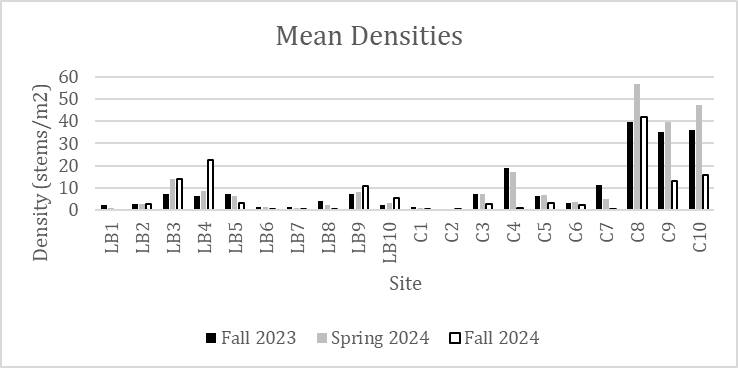 Mean Densities
60
50
40
30
20
10
0
Density (stems/m2)
LB1 LB2 LB3 LB4 LB5 LB6 LB7 LB8 LB9 LB10 C1 C2 C3 C4 C5 C6 C7 C8 C9 C10
Site
Fall 2023 Spring 2024 Fall 2024